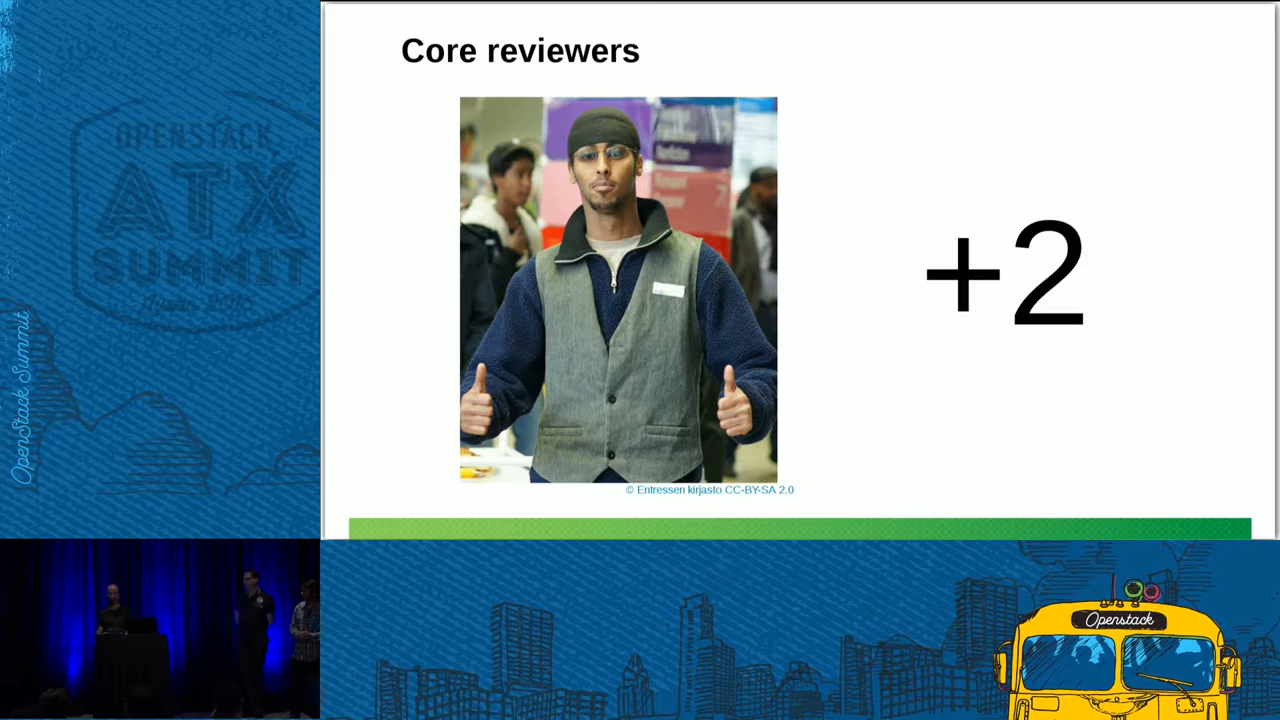 Core reviewers
+2
© Entressen kirjasto CC-BY-SA 2.0
OPENSTACK
ATX
SUMMIT
OpenStack Summit
Openstack